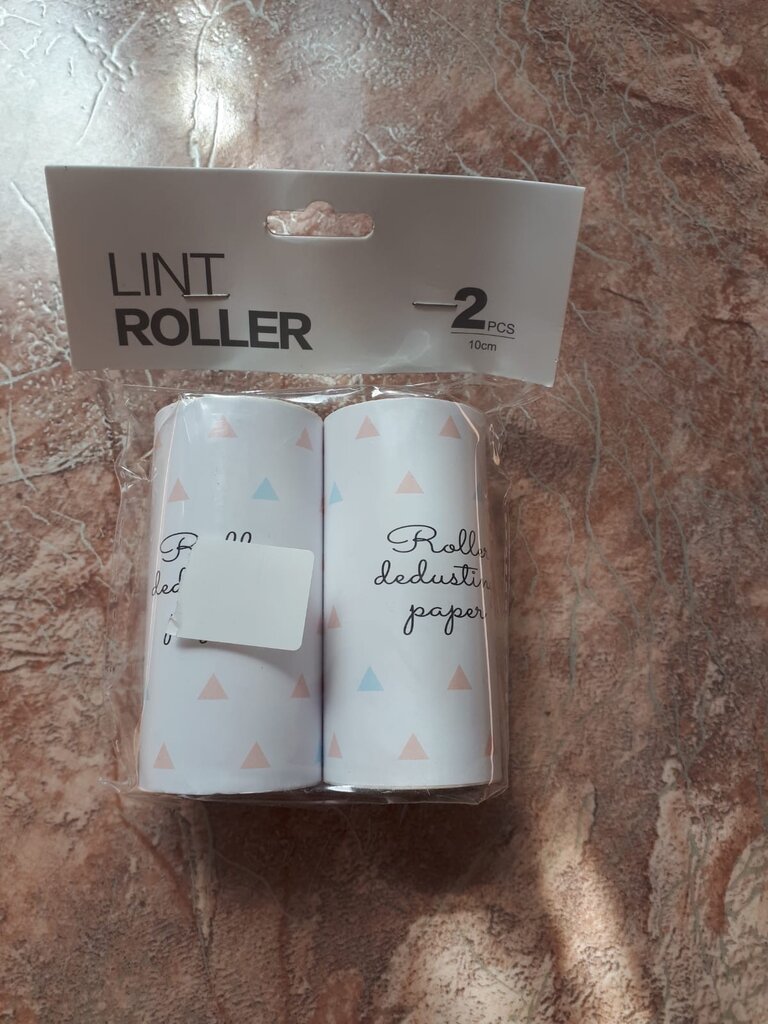 LINT
ROLLER
2 PCS
10cm
Roller
dedusting
paper